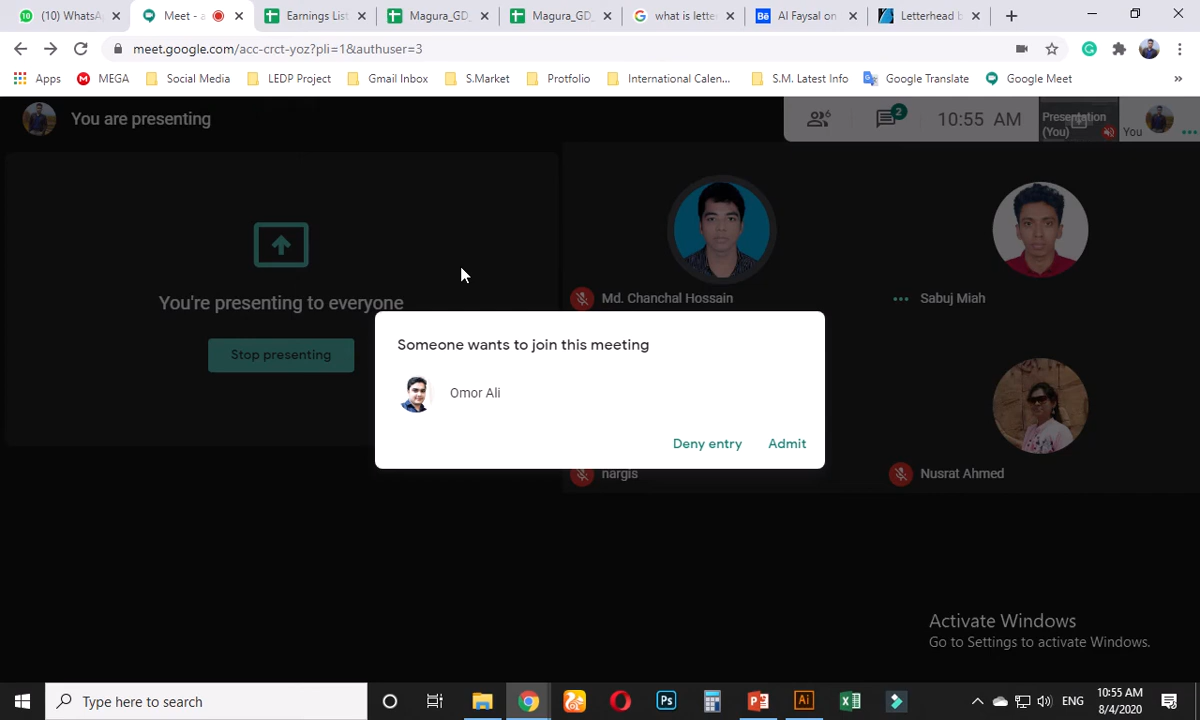 (10) WhatsA
Meet - a
Earnings List
Magura_GD_
Magura_GD_
what is lette
Al Faysal on
Letterhead b
meet.google.com/acc-crct-yoz?pli=1&authuser=3
Apps
MEGA
Social Media
LEDP Project
Gmail Inbox
S.Market
Protfolio
International Calen...
S.M. Latest Info
Google Translate
Google Meet
»
You are presenting
2
10:55 AM
Presentation
(You)
You
You're presenting to everyone
Stop presenting
Md. Chanchal Hossain
Sabuj Miah
Someone wants to join this meeting
Omor Ali
Deny entry
Admit
nargis
Nusrat Ahmed
Activate Windows
Go to Settings to activate Windows.
Type here to search
Ps
Ai
ENG
10:55 AM
8/4/2020